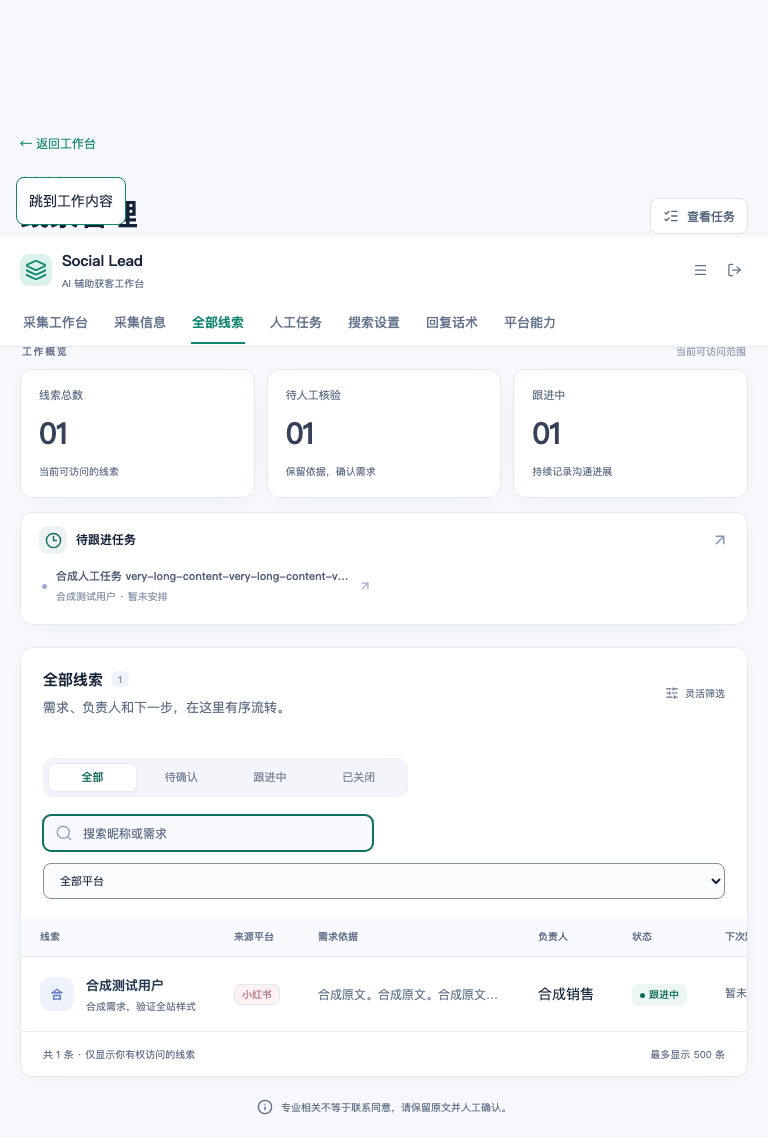 ← 返回工作台
跳到工作内容
理
查看任务
Social Lead
AI 辅助获客工作台
采集工作台 采集信息 全部线索 人工任务 搜索设置 回复话术 平台能力
工作概览 当前可访问范围
线索总数 待人工核验 跟进中
01 01 01
当前可访问的线索 保留依据，确认需求 持续记录沟通进展
待跟进任务
合成人工任务 very-long-content-very-long-content-v...
合成测试用户 · 暂未安排
全部线索 1
需求、负责人和下一步，在这里有序流转。
灵活筛选
全部 待确认 跟进中 已关闭
搜索昵称或需求
全部平台
线索 来源平台 需求依据 负责人 状态 下次
合 合成测试用户 小红书 合成原文。合成原文。合成原文... 合成销售 跟进中 暂未
合成需求，验证全站样式
共 1 条 · 仅显示你有权访问的线索 最多显示 500 条
专业相关不等于联系同意，请保留原文并人工确认。